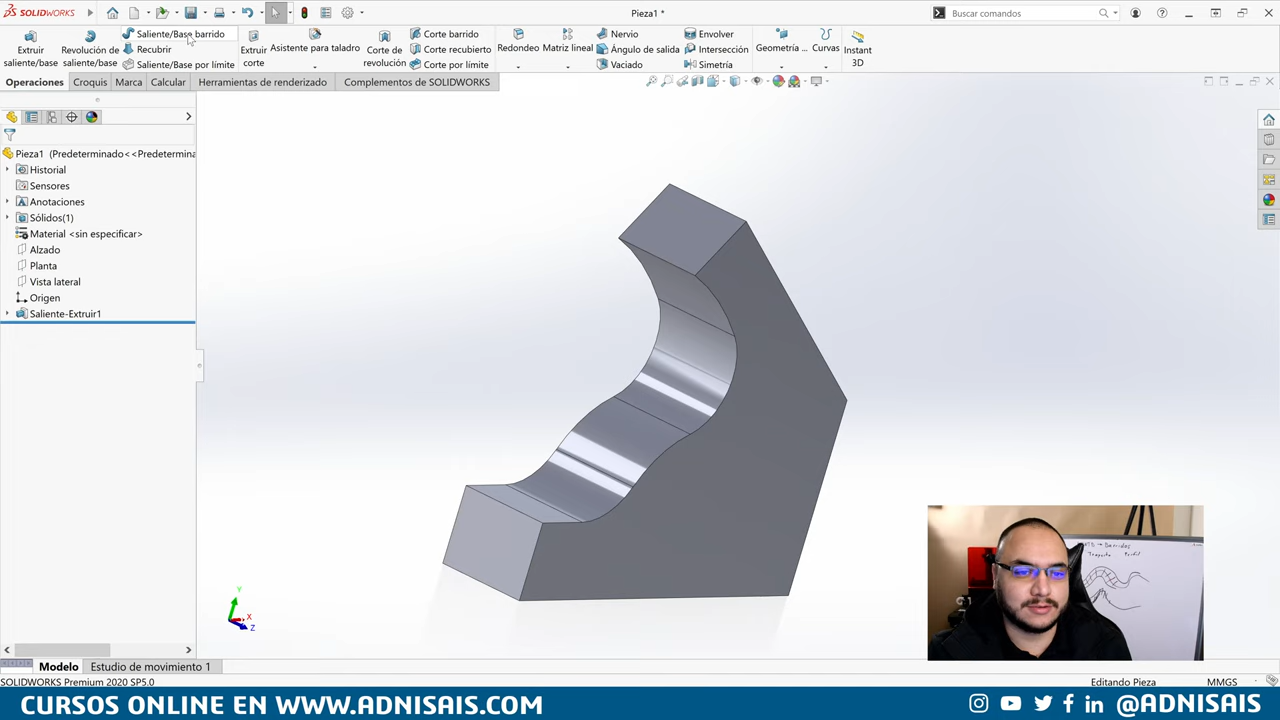 SOLIDWORKS
Pieza1 *
Buscar comandos
Extruir saliente/base
Revolución de saliente/base
Saliente/Base barrido
Recubrir
Saliente/Base por límite
Extruir corte
Asistente para taladro
Corte de revolución
Corte barrido
Recortar
Corte por límite
Redondeo
Matriz lineal
Nervio
Ángulo de salida
Vaciado
Envolver
Intersección
Simetría
Geometría ...
Curvas
Instant 3D
Operaciones
Croquis
Marca
Calcular
Herramientas de renderizado
Complementos de SOLIDWORKS
Pieza1 (Predeterminado<<Predetermina
Historial
Sensores
Anotaciones
Sólidos(1)
Material <sin especificar>
Alzado
Planta
Vista lateral
Origen
Saliente-Extruir1
Y
X
Z
Barridos
Trayecto Perfil
Modelo
Estudio de movimiento 1
SOLIDWORKS Premium 2020 SP5.0
Editando Pieza
MMGS
CURSOS ONLINE EN WWW.ADNISAIS.COM
@ADNISAIS